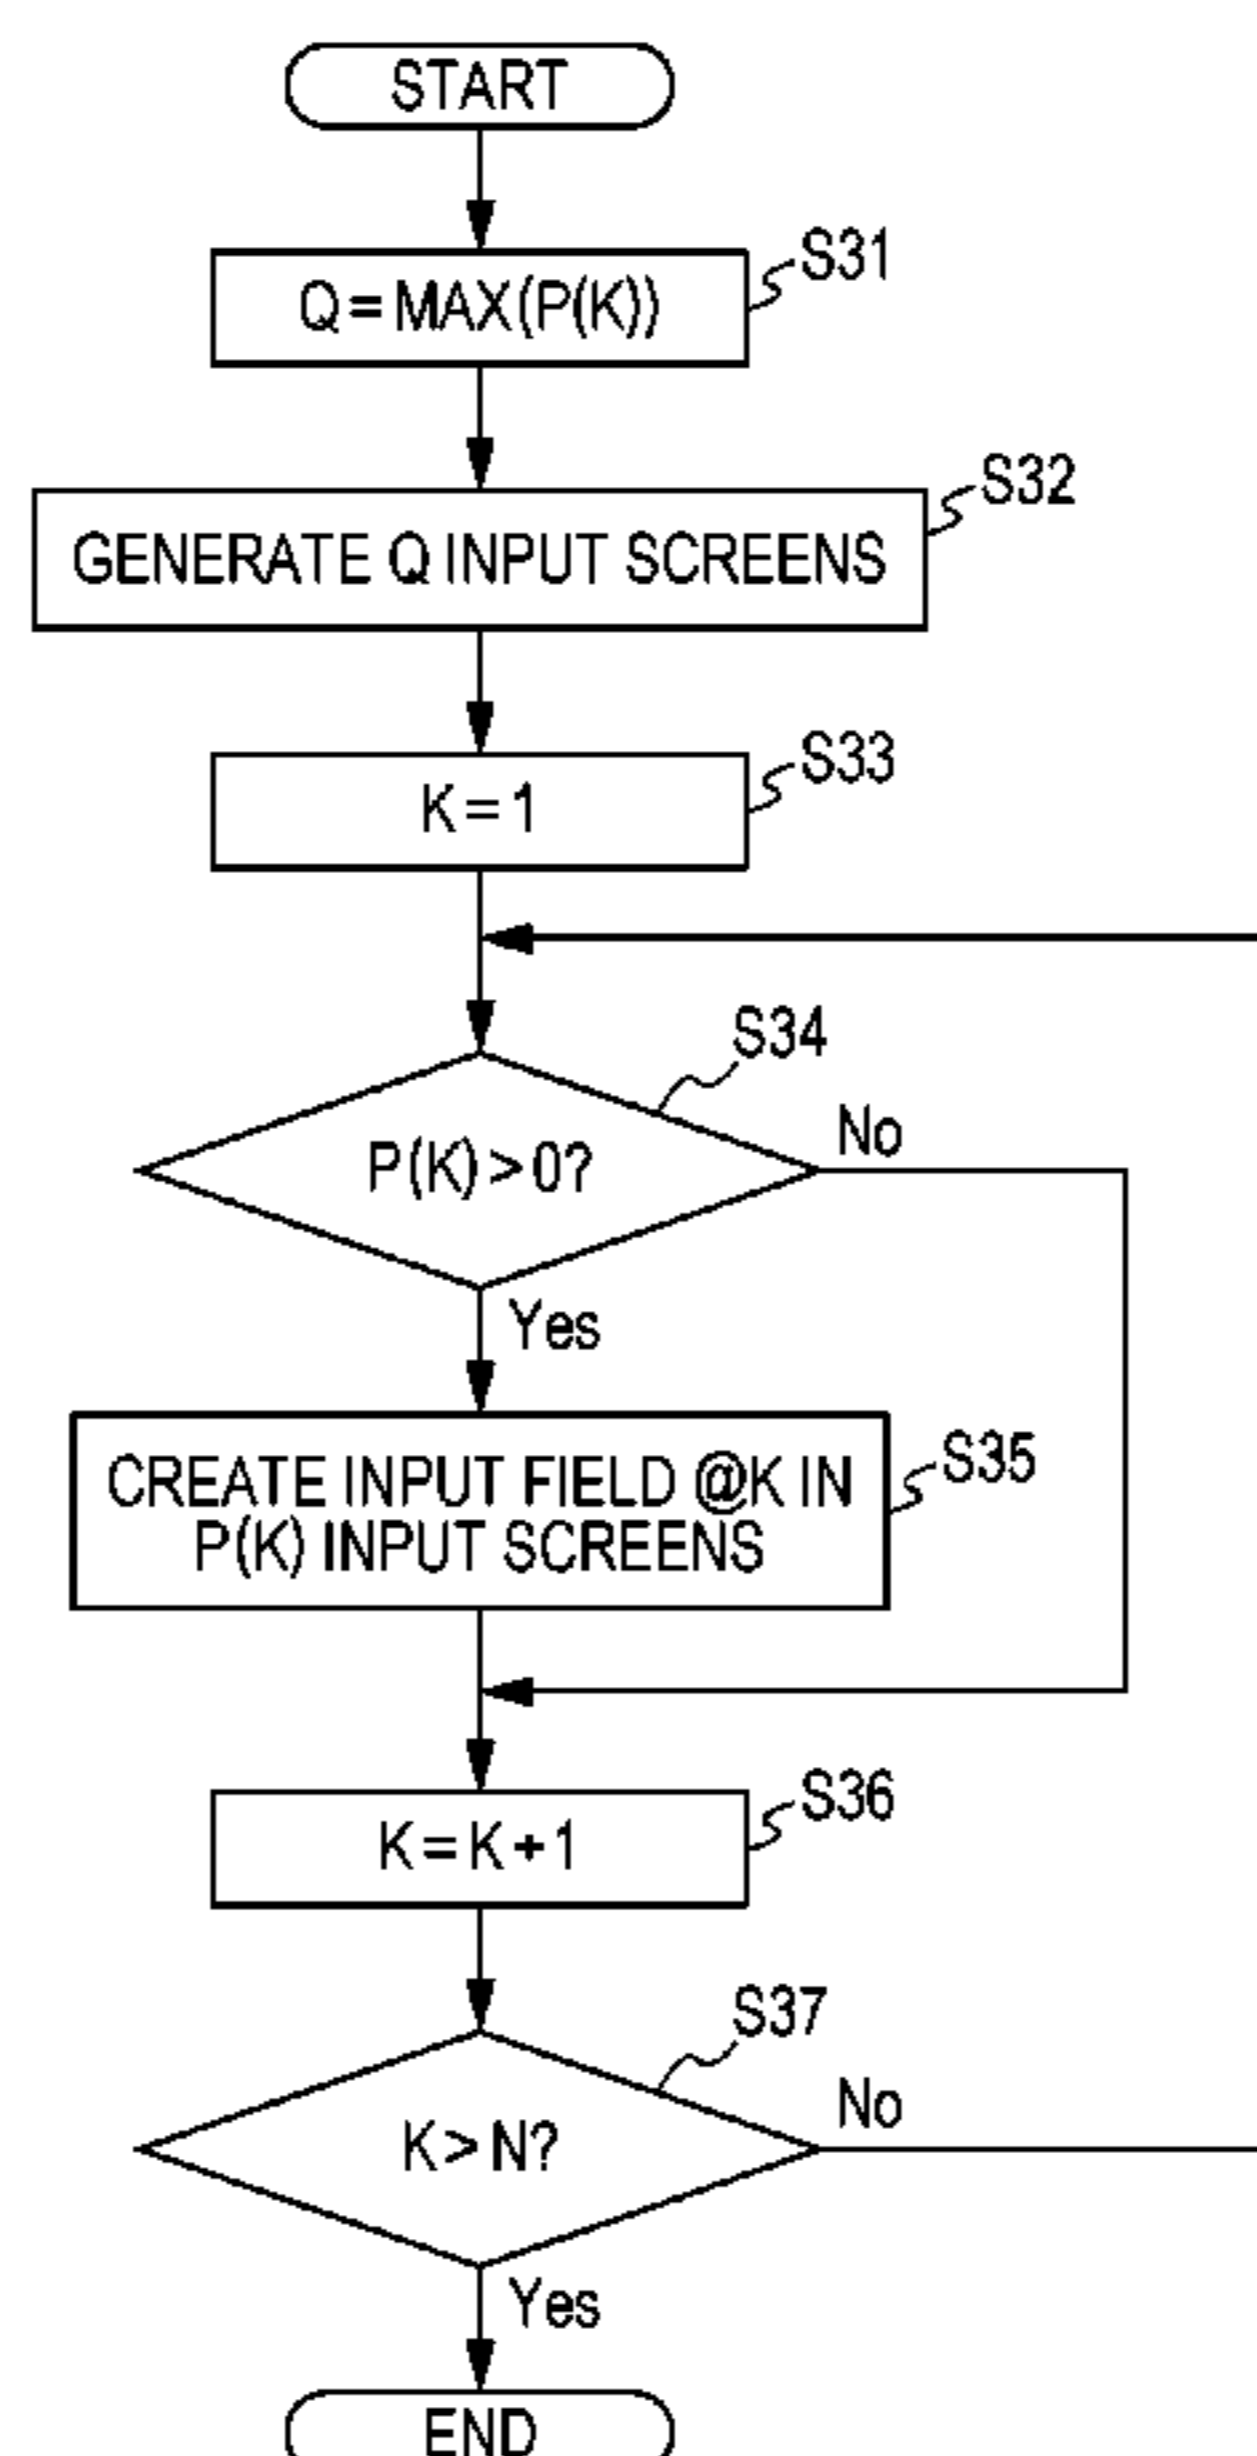 START
Q=MAX(P(K))
S31
GENERATE Q INPUT SCREENS
S32
K=1
S33
P(K)>0?
S34
No
Yes
CREATE INPUT FIELD @K IN
P(K) INPUT SCREENS
S35
K=K+1
S36
K>N?
S37
No
Yes
END